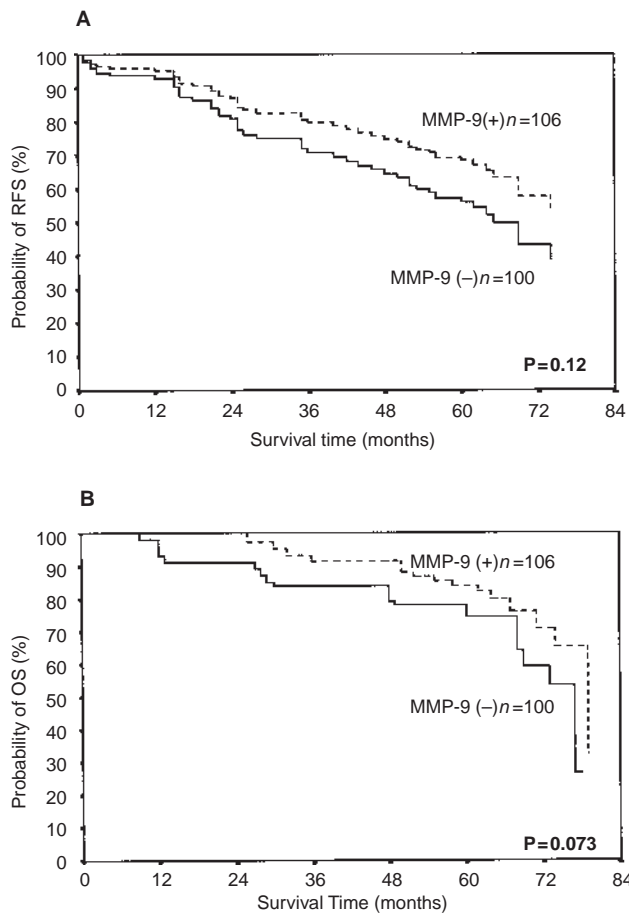 A
100
90
80
70
60
50
40
30
20
10
0
Probability of RFS (%)
MMP-9(+)n=106
MMP-9 (–)n=100
P=0.12
0 12 24 36 48 60 72 84
Survival time (months)
B
100
90
80
70
60
50
40
30
20
10
0
Probability of OS (%)
MMP-9 (+)n=106
MMP-9 (–)n=100
P=0.073
0 12 24 36 48 60 72 84
Survival Time (months)